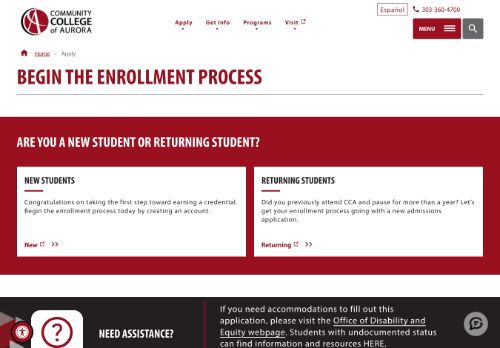 COMMUNITY
COLLEGE
of AURORA
Español
303-360-4700
Apply
Get Info
Programs
Visit
MENU
Home » Apply
BEGIN THE ENROLLMENT PROCESS
ARE YOU A NEW STUDENT OR RETURNING STUDENT?
NEW STUDENTS
Congratulations on taking the first step toward earning a credential.
Begin the enrollment process today by creating an account.
New >>
RETURNING STUDENTS
Did you previously attend CCA and pause for more than a year? Let's
get your enrollment process going with a new admissions
application.
Returning >>
NEED ASSISTANCE?
If you need accommodations to fill out this
application, please visit the Office of Disability and
Equity webpage. Students with undocumented status
can find information and resources HERE.